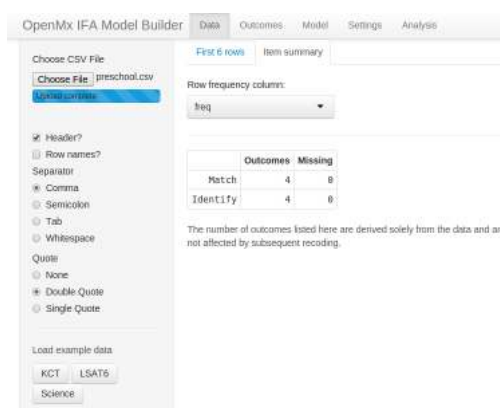 OpenMx IFA Model Builder Data Outcomes Model Settings Analysis
Choose CSV File
Choose File preschool.csv
Upload complete
Header?
Row names?
Separator
Comma
Semicolon
Tab
Whitespace
Quote
None
Double Quote
Single Quote
Load example data
KCT LSAT6
Science
First 6 rows Item summary
Row frequency column:
freq
Outcomes Missing
Match 4 0
Identify 4 0
The number of outcomes listed here are derived solely from the data and ar
not affected by subsequent recoding.